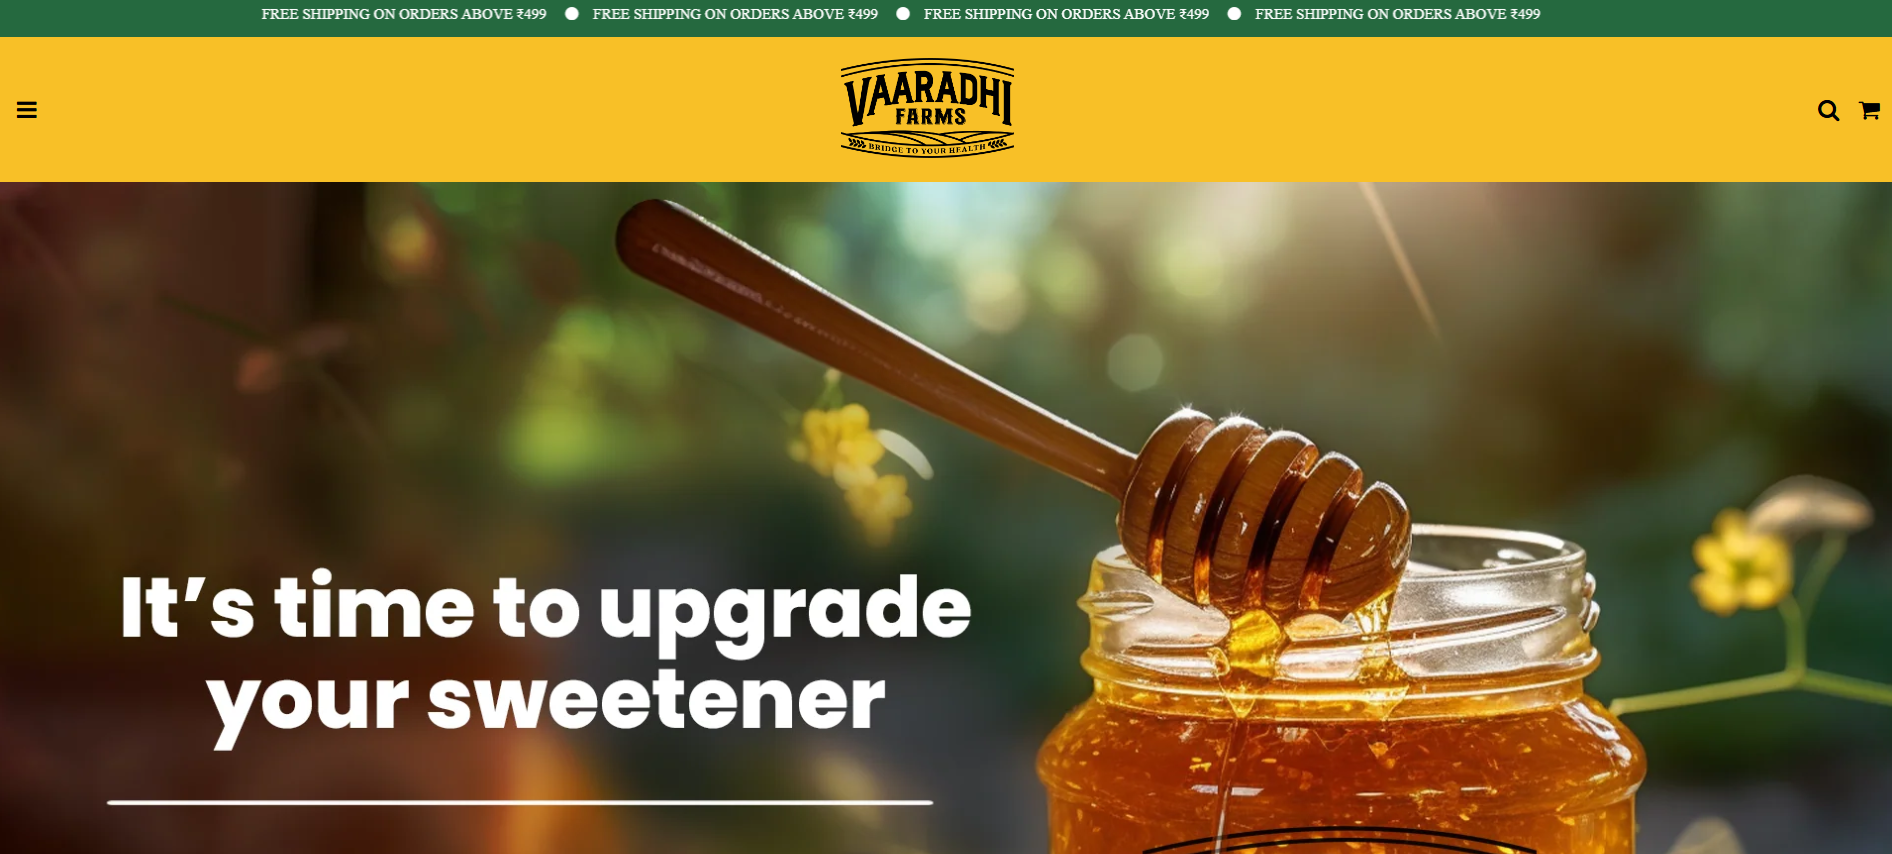 FREE SHIPPING ON ORDERS ABOVE ₹499 ● FREE SHIPPING ON ORDERS ABOVE ₹499 ● FREE SHIPPING ON ORDERS ABOVE ₹499 ● FREE SHIPPING ON ORDERS ABOVE ₹499
VAARADHI
FARMS
BRIDGE TO YOUR HEALTH
It’s time to upgrade
your sweetener